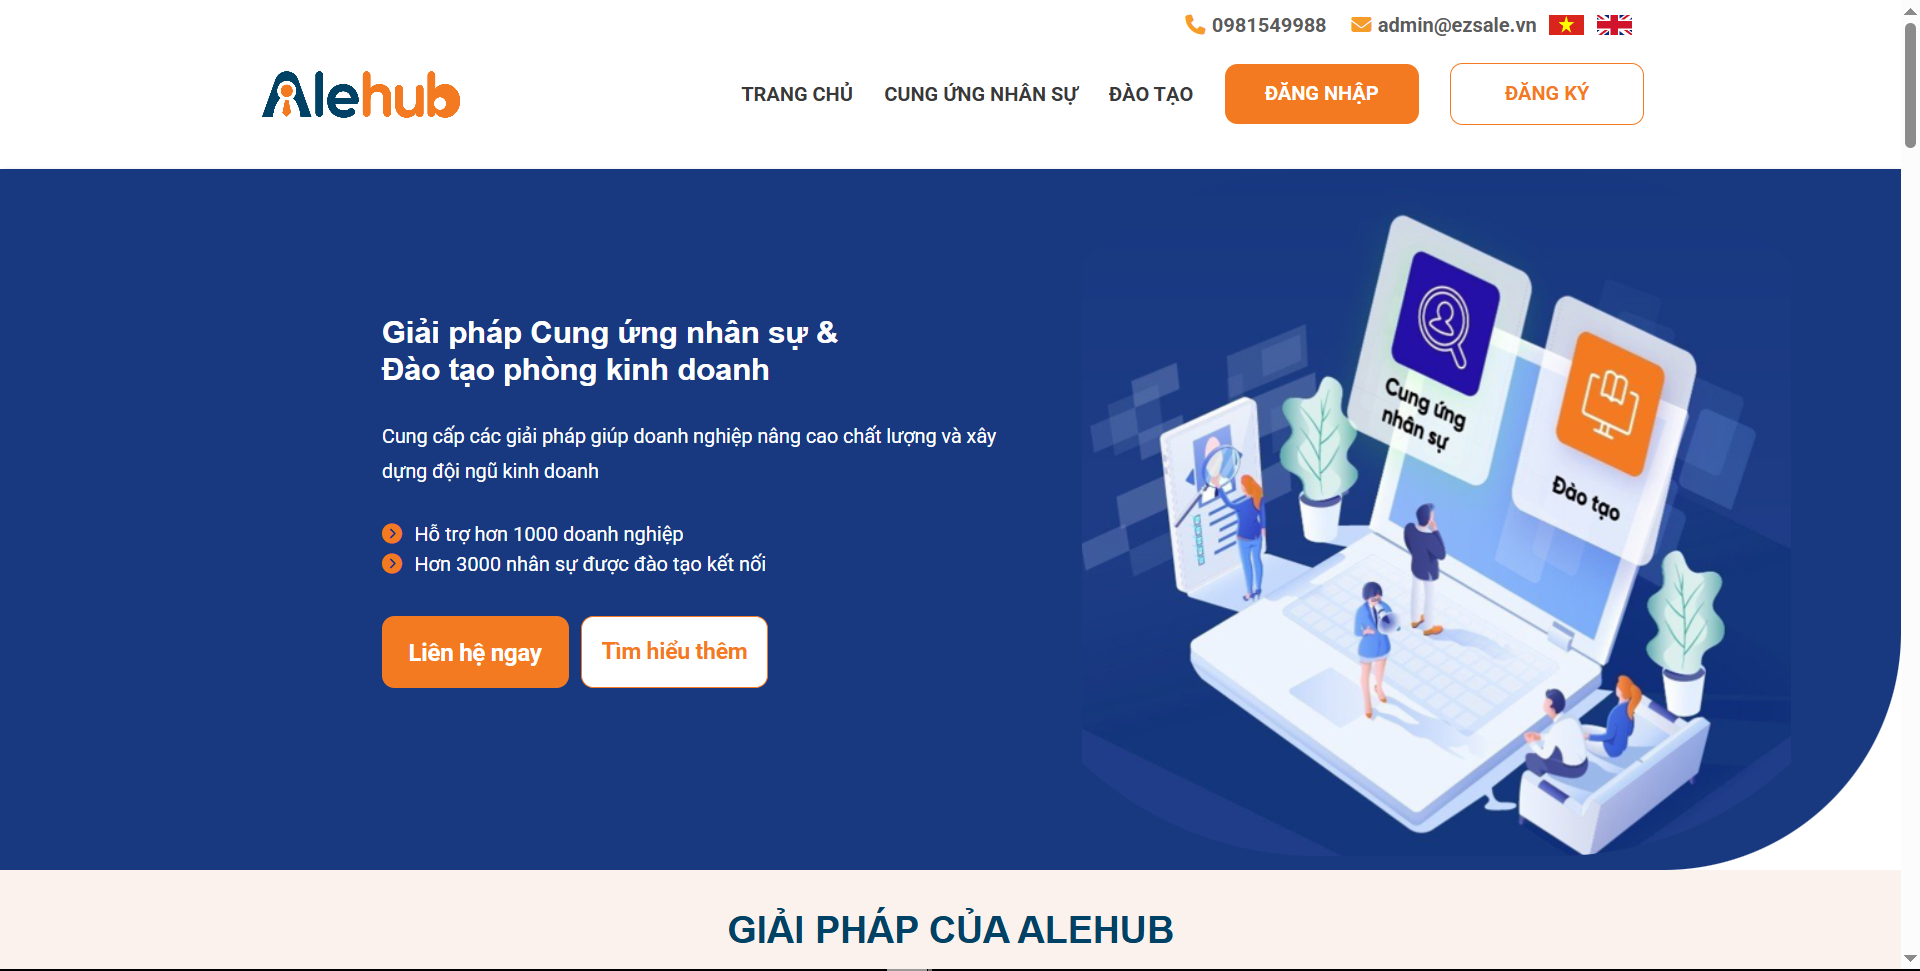 0981549988 admin@ezsale.vn
Alehub
TRANG CHỦ CUNG ỨNG NHÂN SỰ ĐÀO TẠO ĐĂNG NHẬP ĐĂNG KÝ
Giải pháp Cung ứng nhân sự &
Đào tạo phòng kinh doanh
Cung cấp các giải pháp giúp doanh nghiệp nâng cao chất lượng và xây
dựng đội ngũ kinh doanh
Hỗ trợ hơn 1000 doanh nghiệp
Hơn 3000 nhân sự được đào tạo kết nối
Liên hệ ngay Tìm hiểu thêm
Cung ứng
nhân sự
Đào tạo
GIẢI PHÁP CỦA ALEHUB